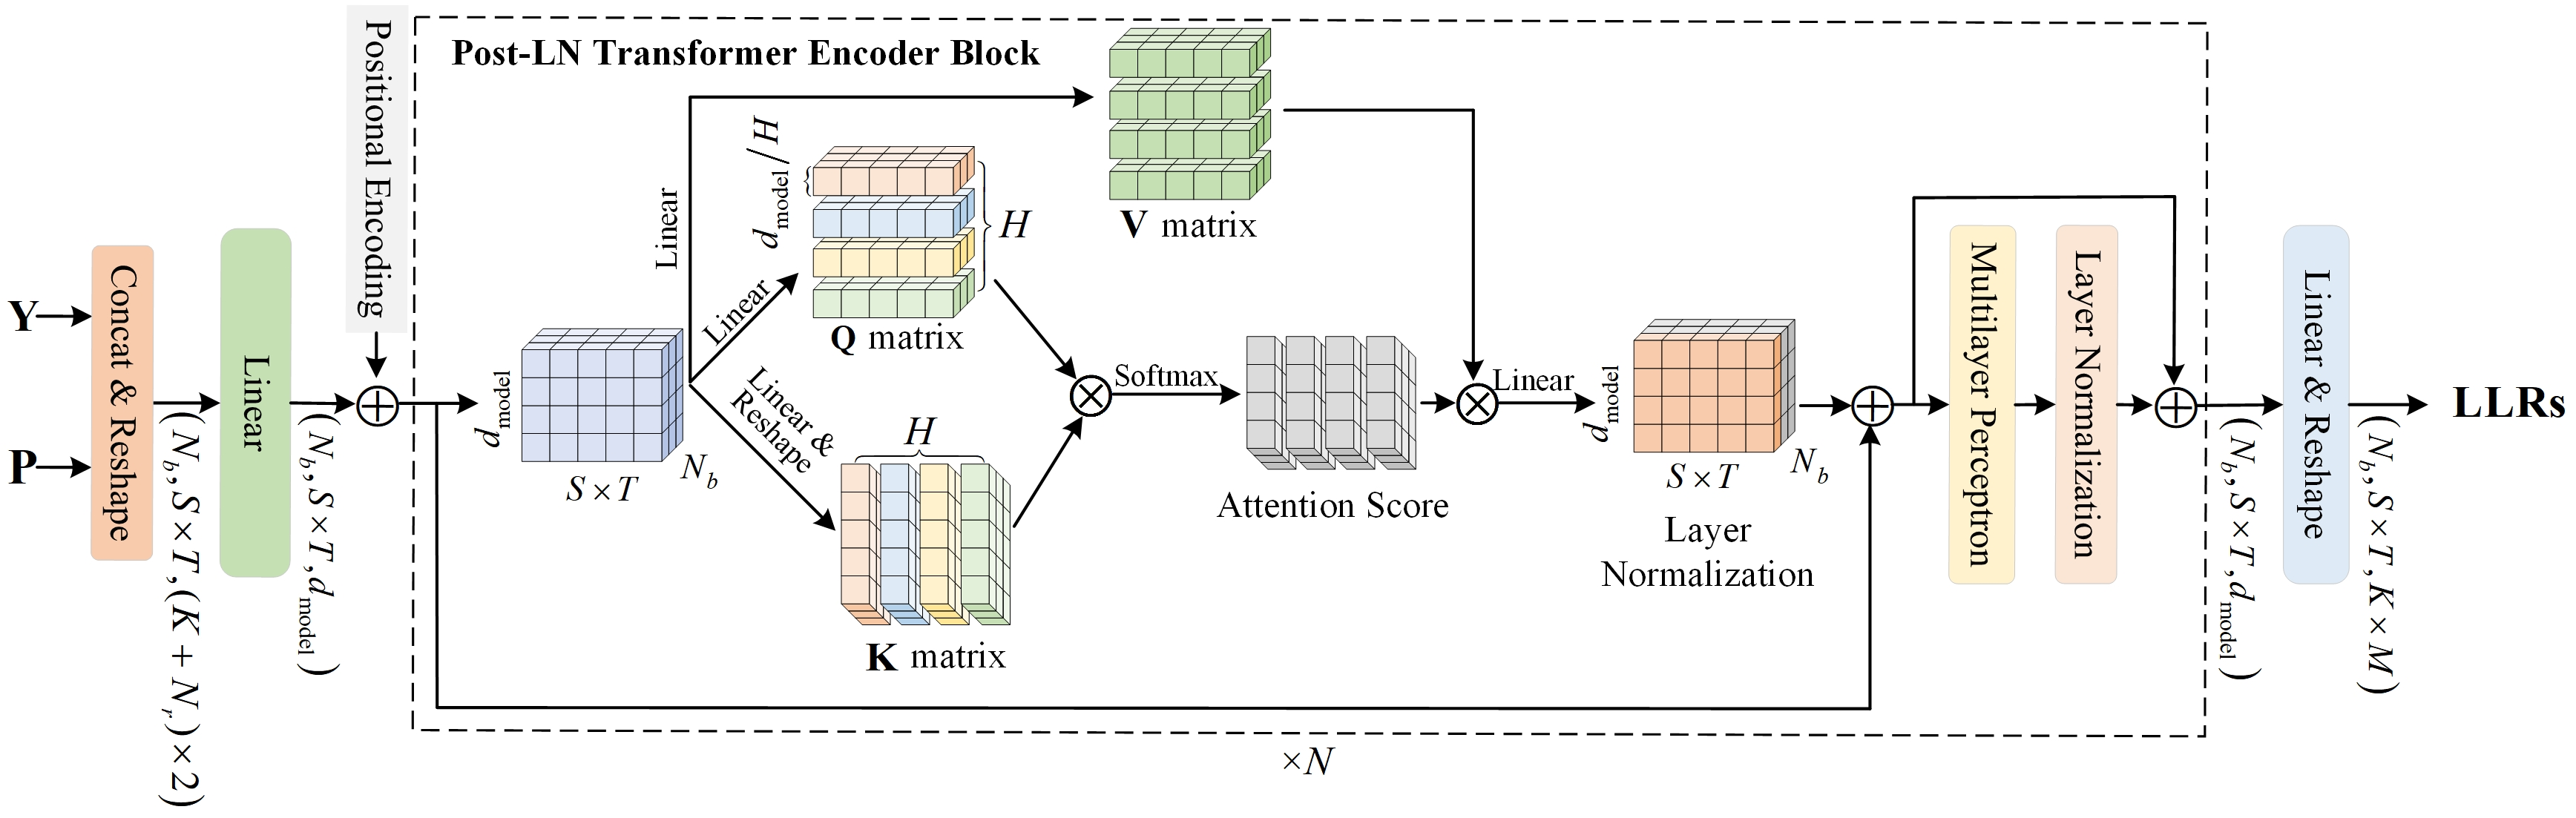 Y
P
Concat & Reshape
(N_b, S×T, (K + N_r)×2)
Linear
(N_b, S×T, d_model)
Positional Encoding
Post-LN Transformer Encoder Block
d_model
S×T
N_b
Linear
Linear
Linear &
Reshape
d_model / H
H
Q matrix
H
K matrix
V matrix
Softmax
Attention Score
Linear
d_model
S×T
N_b
Layer
Normalization
Multilayer Perceptron
Layer Normalization
×N
(N_b, S×T, d_model)
Linear & Reshape
(N_b, S×T, K×M)
LLRs